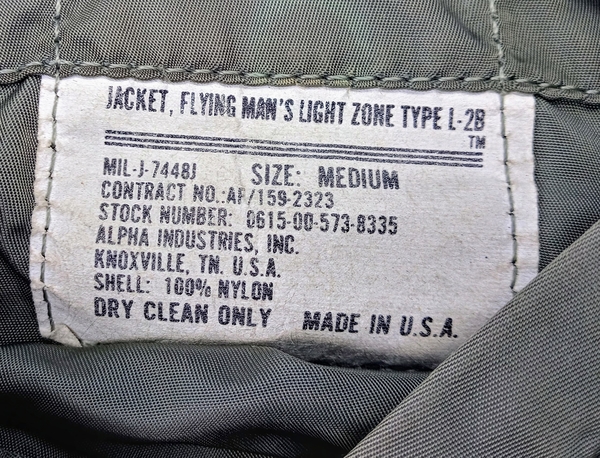 JACKET, FLYING MAN'S LIGHT ZONE TYPE L-2B
TM
MIL-J-7448J SIZE: MEDIUM
CONTRACT NO.:AF/159-2323
STOCK NUMBER: 0615-00-573-8335
ALPHA INDUSTRIES, INC.
KNOXVILLE, TN. U.S.A.
SHELL: 100% NYLON
DRY CLEAN ONLY MADE IN U.S.A.